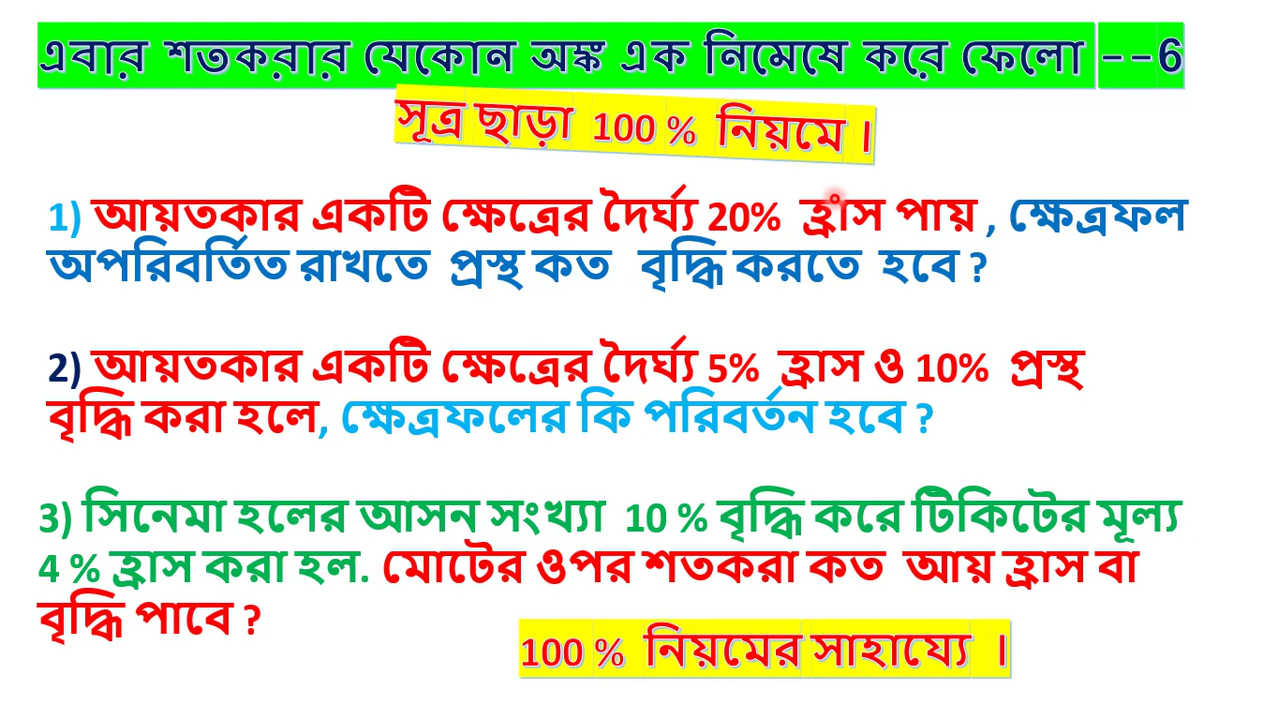 এবার শতকরার যেকোন অঙ্ক এক নিমেষে করে ফেলো --6
সূত্র ছাড়া 100 % নিয়মে ।
1) আয়তকার একটি ক্ষেত্রের দৈর্ঘ্য 20% হ্রাস পায় , ক্ষেত্রফল
অপরিবর্তিত রাখতে প্রস্থ কত বৃদ্ধি করতে হবে ?
2) আয়তকার একটি ক্ষেত্রের দৈর্ঘ্য 5% হ্রাস ও 10% প্রস্থ
বৃদ্ধি করা হলে, ক্ষেত্রফলের কি পরিবর্তন হবে ?
3) সিনেমা হলের আসন সংখ্যা 10 % বৃদ্ধি করে টিকিটের মূল্য
4 % হ্রাস করা হল. মোটের ওপর শতকরা কত আয় হ্রাস বা
বৃদ্ধি পাবে ?
100 % নিয়মের সাহায্যে ।